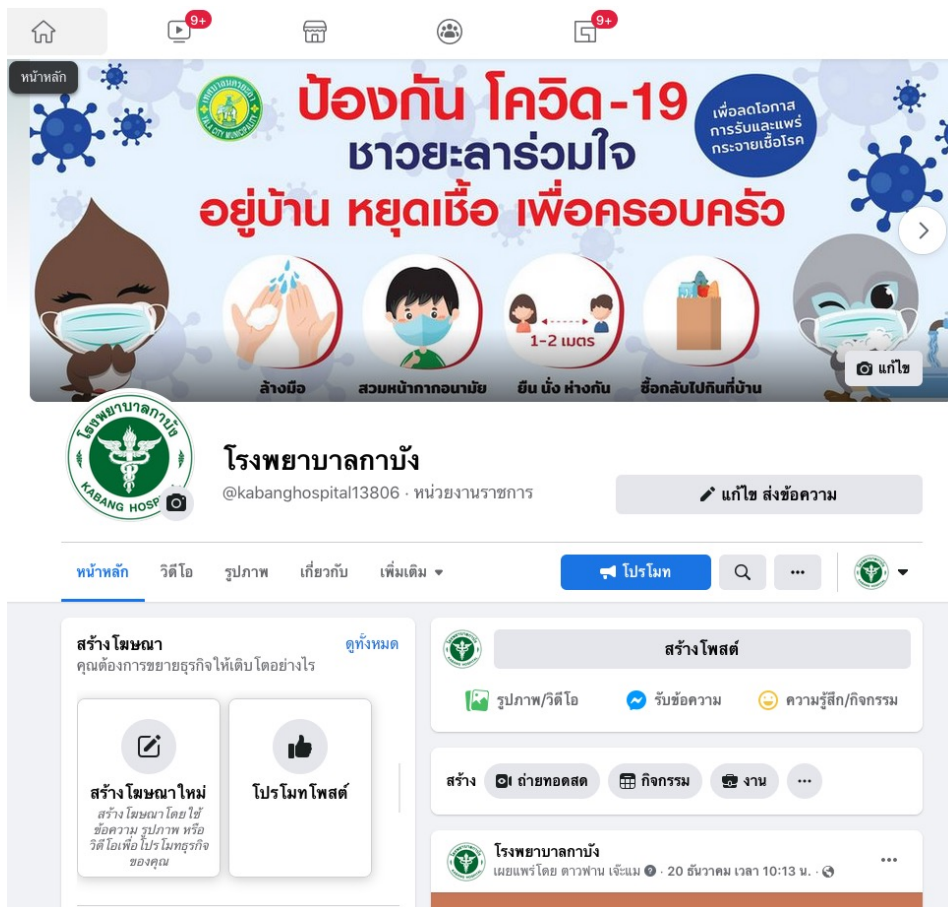 9+
9+
หน้าหลัก
เทศบาลนครยะลา
YALA CITY MUNICIPALITY
ป้องกัน โควิด-19
ชาวยะลาร่วมใจ
อยู่บ้าน หยุดเชื้อ เพื่อครอบครัว
เพื่อลดโอกาส
การรับและแพร่
กระจายเชื้อโรค
1-2 เมตร
ล้างมือ สวมหน้ากากอนามัย ยืน นั่ง ห่างกัน ซื้อกลับไปกินที่บ้าน
แก้ไข
โรงพยาบาลกาบัง
KABANG HOSP
โรงพยาบาลกาบัง
@kabanghospital13806 · หน่วยงานราชการ
แก้ไข ส่งข้อความ
หน้าหลัก วิดีโอ รูปภาพ เกี่ยวกับ เพิ่มเติม
โปรโมท
สร้างโฆษณา ดูทั้งหมด
คุณต้องการขยายธุรกิจให้เติบโตอย่างไร
สร้างโฆษณาใหม่
สร้างโฆษณาโดยใช้
ข้อความ รูปภาพ หรือ
วิดีโอเพื่อโปรโมทธุรกิจ
ของคุณ
โปรโมทโพสต์
สร้างโพสต์
รูปภาพ/วิดีโอ รับข้อความ ความรู้สึก/กิจกรรม
สร้าง ถ่ายทอดสด กิจกรรม งาน
โรงพยาบาลกาบัง
เผยแพร่โดย ตาวฟาน เจ๊ะแม · 20 ธันวาคม เวลา 10:13 น. ·